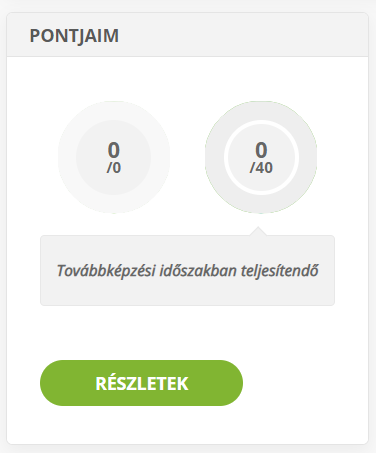 PONTJAIM
0 0
/0 /40
Továbbképzési időszakban teljesítendő
RÉSZLETEK